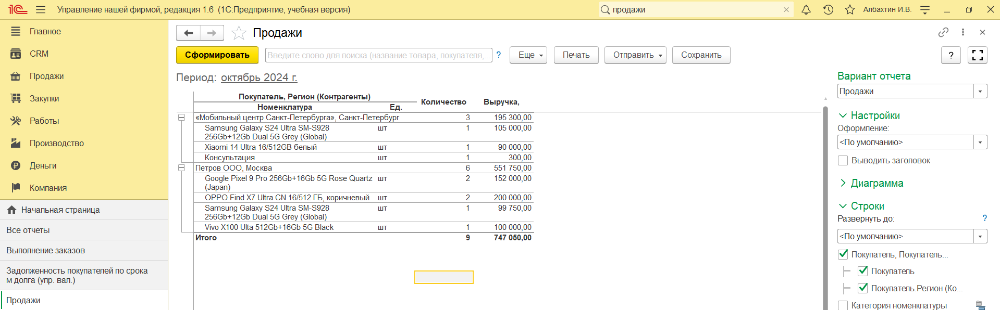 1С Управление нашей фирмой, редакция 1.6 (1С:Предприятие, учебная версия)
продажи
Албахтин И.В.
Главное
CRM
Продажи
Закупки
Работы
Производство
Деньги
Компания
Начальная страница
Все отчеты
Выполнение заказов
Задолженность покупателей по срока
м долга (упр. вал.)
Продажи
Продажи
Сформировать
Введите слово для поиска (название товара, покупателя,...
?
Еще
Печать
Отправить
Сохранить
?
Период: октябрь 2024 г.
Покупатель, Регион (Контрагенты) Количество Выручка,
Номенклатура Ед.
«Мобильный центр Санкт-Петербурга», Санкт-Петербург 3 195 300,00
Samsung Galaxy S24 Ultra SM-S928 шт 1 105 000,00
256Gb+12Gb Dual 5G Grey (Global)
Xiaomi 14 Ultra 16/512GB белый шт 1 90 000,00
Консультация шт 1 300,00
Петров ООО, Москва 6 551 750,00
Google Pixel 9 Pro 256Gb+16Gb 5G Rose Quartz шт 2 152 000,00
(Japan)
OPPO Find X7 Ultra CN 16/512 ГБ, коричневый шт 2 200 000,00
Samsung Galaxy S24 Ultra SM-S928 шт 1 99 750,00
256Gb+12Gb Dual 5G Grey (Global)
Vivo X100 Ulta 512Gb+16Gb 5G Black шт 1 100 000,00
Итого 9 747 050,00
Вариант отчета
Продажи
Настройки
Оформление:
<По умолчанию>
Выводить заголовок
Диаграмма
Строки
Развернуть до: ?
<По умолчанию>
Покупатель, Покупатель...
Покупатель
Покупатель.Регион (Ко...
Категория номенклатуры